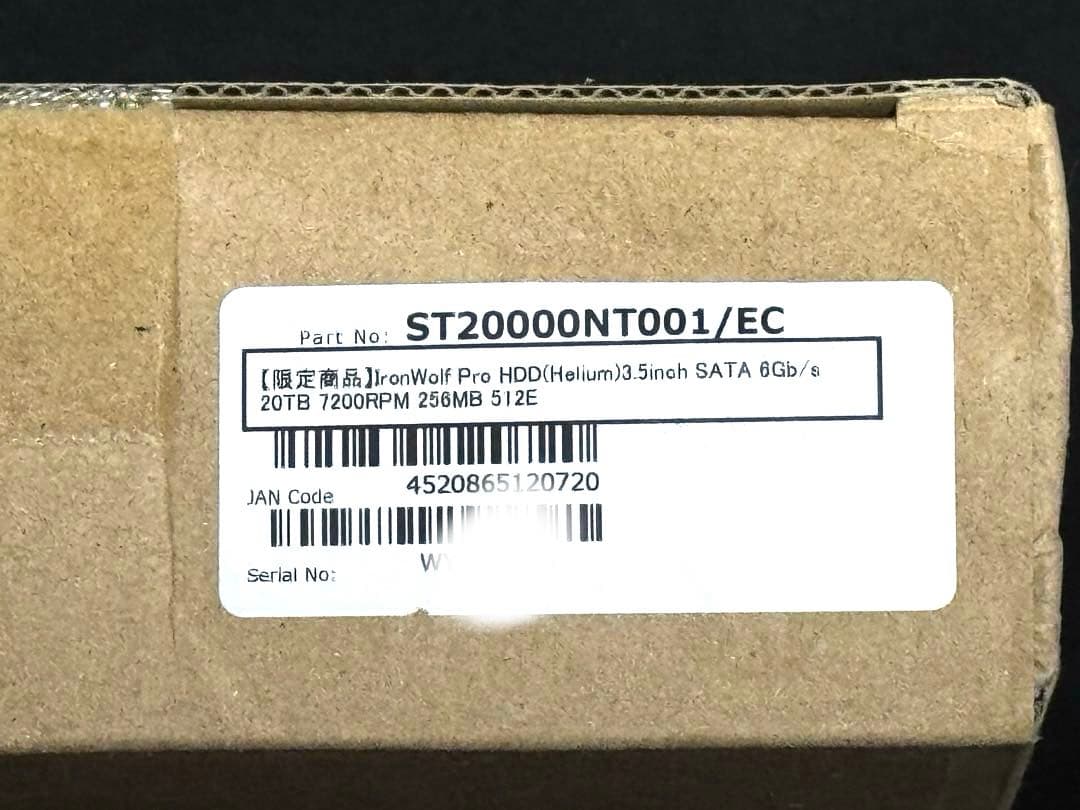 Part No: ST20000NT001/EC
【限定商品】IronWolf Pro HDD(Helium)3.5inch SATA 6Gb/s
20TB 7200RPM 256MB 512E
4520865120720
JAN Code
WY
Serial No: